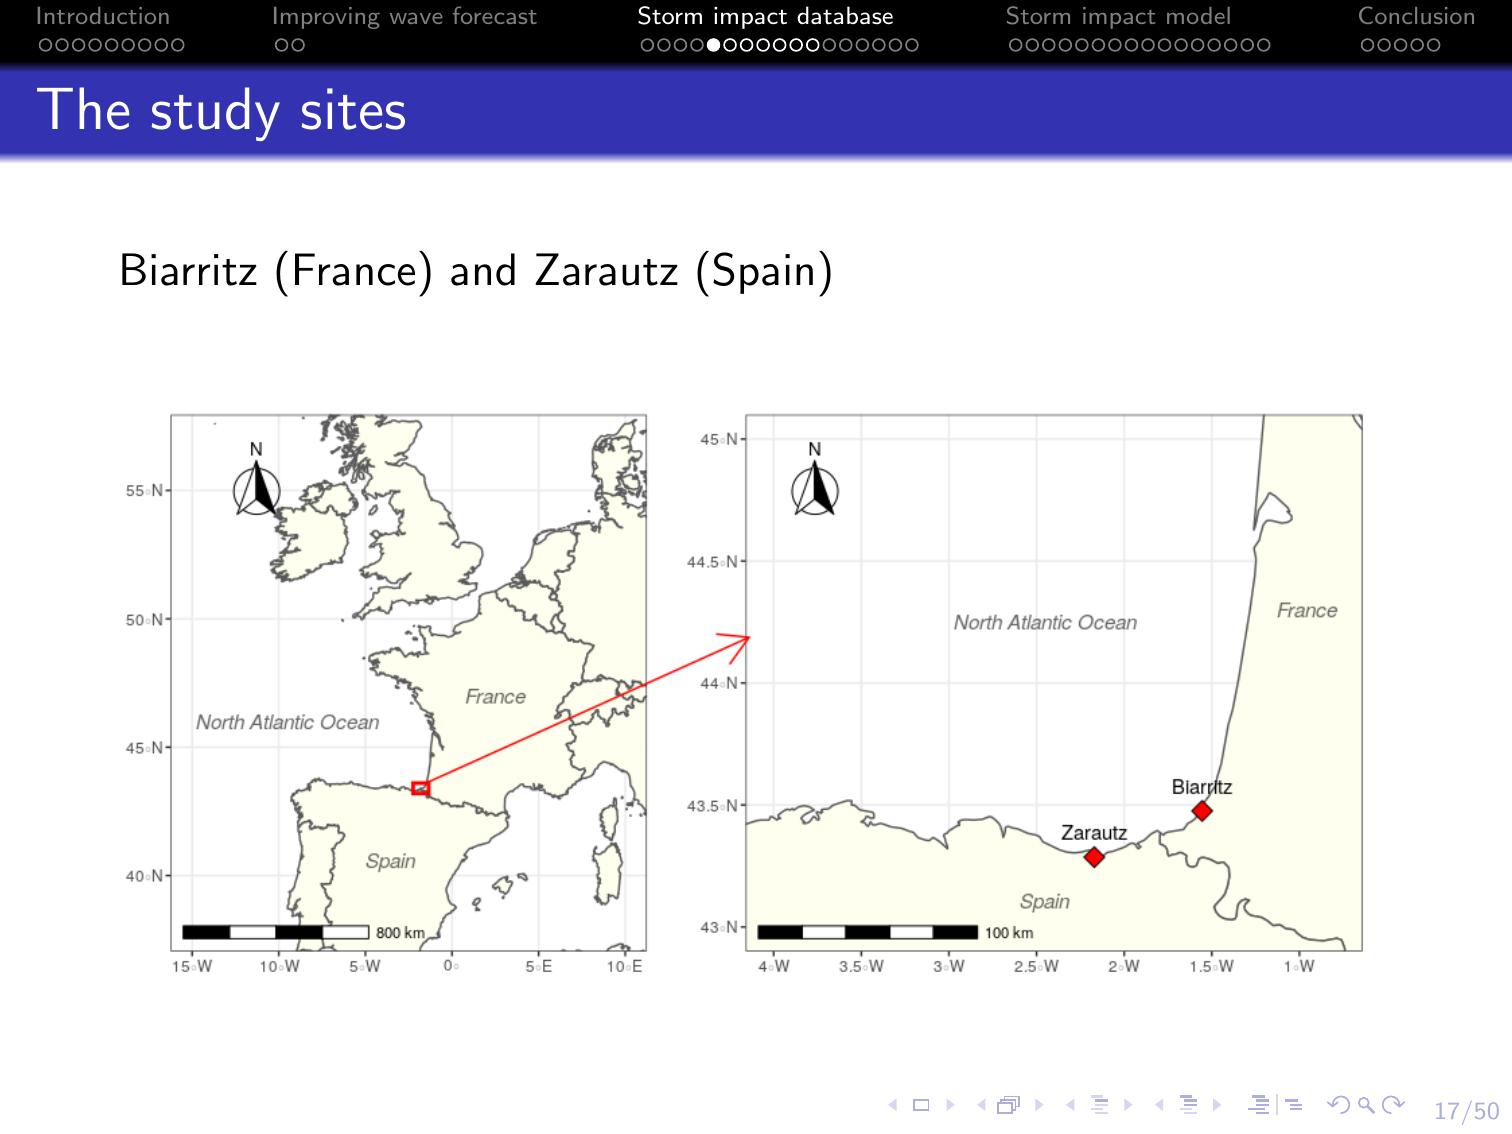 Introduction Improving wave forecast Storm impact database Storm impact model Conclusion
The study sites
Biarritz (France) and Zarautz (Spain)
N
55◦N
50◦N
45◦N
40◦N
North Atlantic Ocean
France
Spain
800 km
15◦W 10◦W 5◦W 0◦ 5◦E 10◦E
N
45◦N
44.5◦N
44◦N
43.5◦N
43◦N
North Atlantic Ocean
France
Biarritz
Zarautz
Spain
100 km
4◦W 3.5◦W 3◦W 2.5◦W 2◦W 1.5◦W 1◦W
17/50